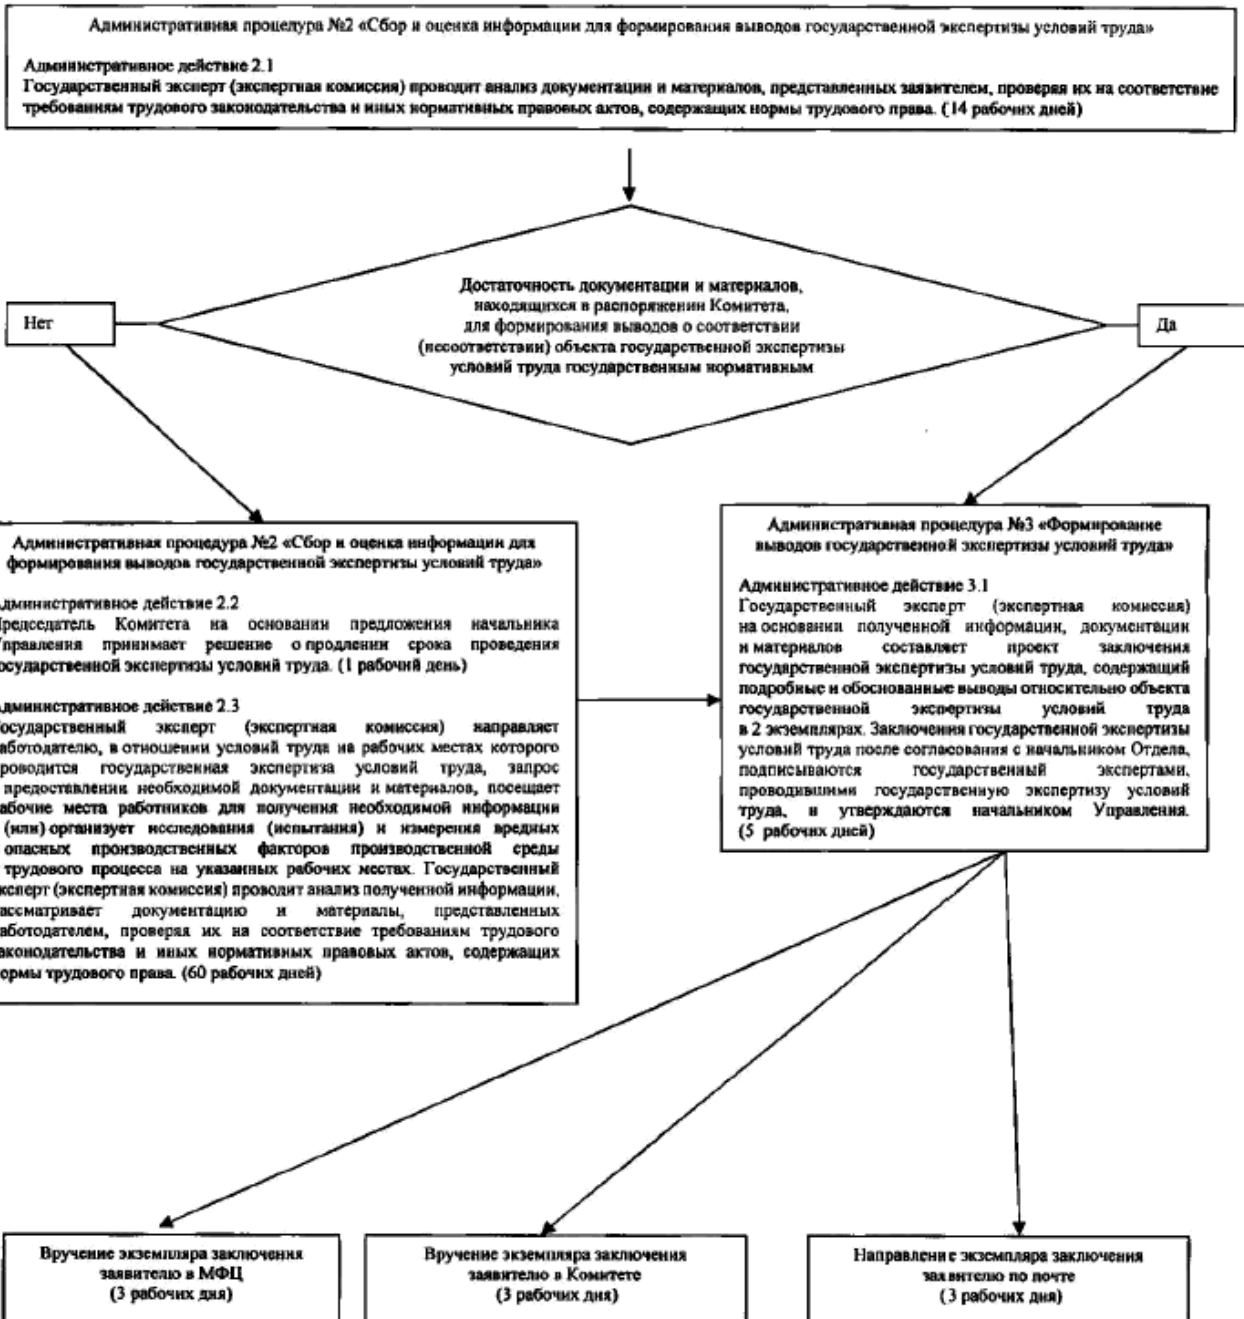 Административная процедура №2 «Сбор и оценка информации для формирования выводов государственной экспертизы условий труда»
Административное действие 2.1
Государственный эксперт (экспертная комиссия) проводит анализ документации и материалов, представленных заявителем, проверяя их на соответствие
требованиям трудового законодательства и иных нормативных правовых актов, содержащих нормы трудового права. (14 рабочих дней)
Достаточность документации и материалов,
находящихся в распоряжении Комитета,
для формирования выводов о соответствии
(несоответствии) объекта государственной экспертизы
условий труда государственным нормативным
Нет
Да
Административная процедура №2 «Сбор и оценка информации для
формирования выводов государственной экспертизы условий труда»
дминистративное действие 2.2
редседатель Комитета на основании предложения начальника
правления принимает решение о продлении срока проведения
осударственной экспертизы условий труда. (1 рабочий день)
дминистративное действие 2.3
осударственный эксперт (экспертная комиссия) направляет
аботодателю, в отношении условий труда на рабочих местах которого
роводится государственная экспертиза условий труда, запрос
предоставлении необходимой документации и материалов, посещает
абочие места работников для получения необходимой информации
(или) организует исследования (испытания) и измерения вредных
опасных производственных факторов производственной среды
трудового процесса на указанных рабочих местах. Государственный
ксперт (экспертная комиссия) проводит анализ полученной информации,
ассматривает документацию и материалы, представленных
аботодателем, проверяя их на соответствие требованиям трудового
аконодательства и иных нормативных правовых актов, содержащих
ормы трудового права. (60 рабочих дней)
Административная процедура №3 «Формирование
выводов государственной экспертизы условий труда»
Административное действие 3.1
Государственный эксперт (экспертная комиссия)
на основании полученной информации, документации
и материалов составляет проект заключения
государственной экспертизы условий труда, содержащий
подробные и обоснованные выводы относительно объекта
государственной экспертизы условий труда
в 2 экземплярах. Заключения государственной экспертизы
условий труда после согласования с начальником Отдела,
подписываются государственный экспертами,
проводившими государственную экспертизу условий
труда, и утверждаются начальником Управления.
(5 рабочих дней)
Вручение экземпляра заключения
заявителю в МФЦ
(3 рабочих дня)
Вручение экземпляра заключения
заявителю в Комитете
(3 рабочих дня)
Направление экземпляра заключения
заявителю по почте
(3 рабочих дня)